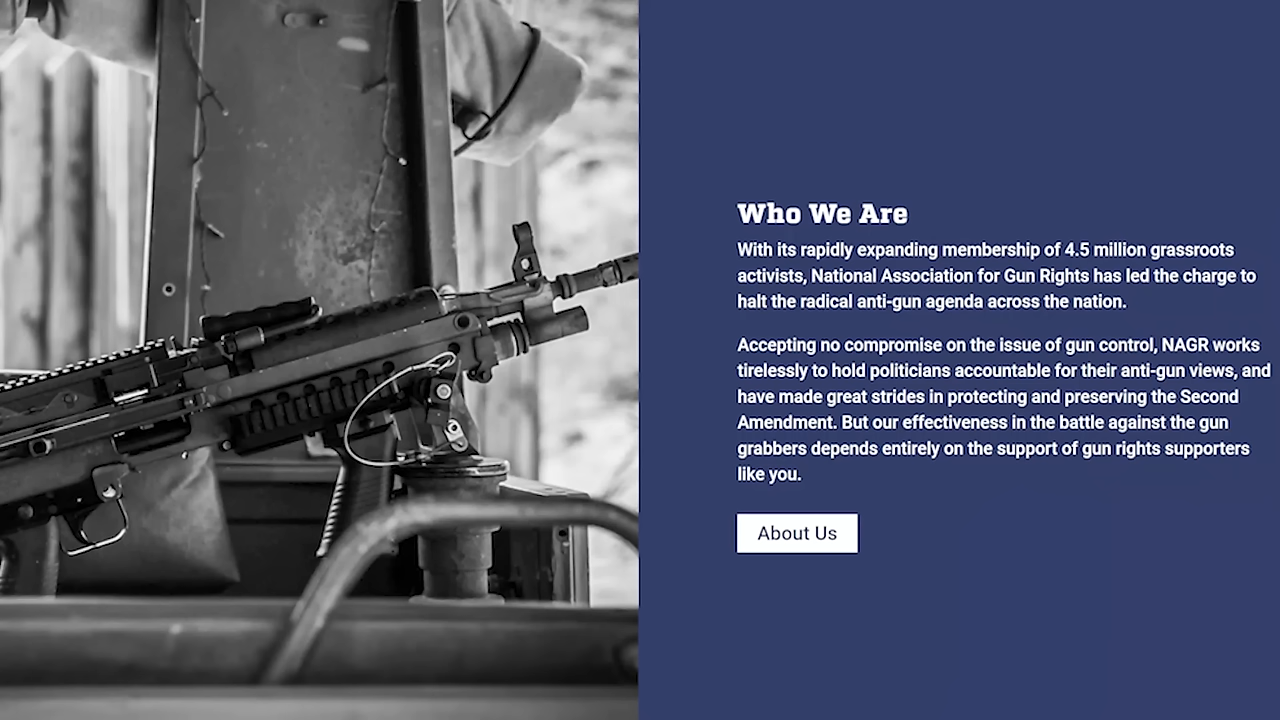 Who We Are
With its rapidly expanding membership of 4.5 million grassroots
activists, National Association for Gun Rights has led the charge to
halt the radical anti-gun agenda across the nation.
Accepting no compromise on the issue of gun control, NAGR works
tirelessly to hold politicians accountable for their anti-gun views, and
have made great strides in protecting and preserving the Second
Amendment. But our effectiveness in the battle against the gun
grabbers depends entirely on the support of gun rights supporters
like you.
About Us